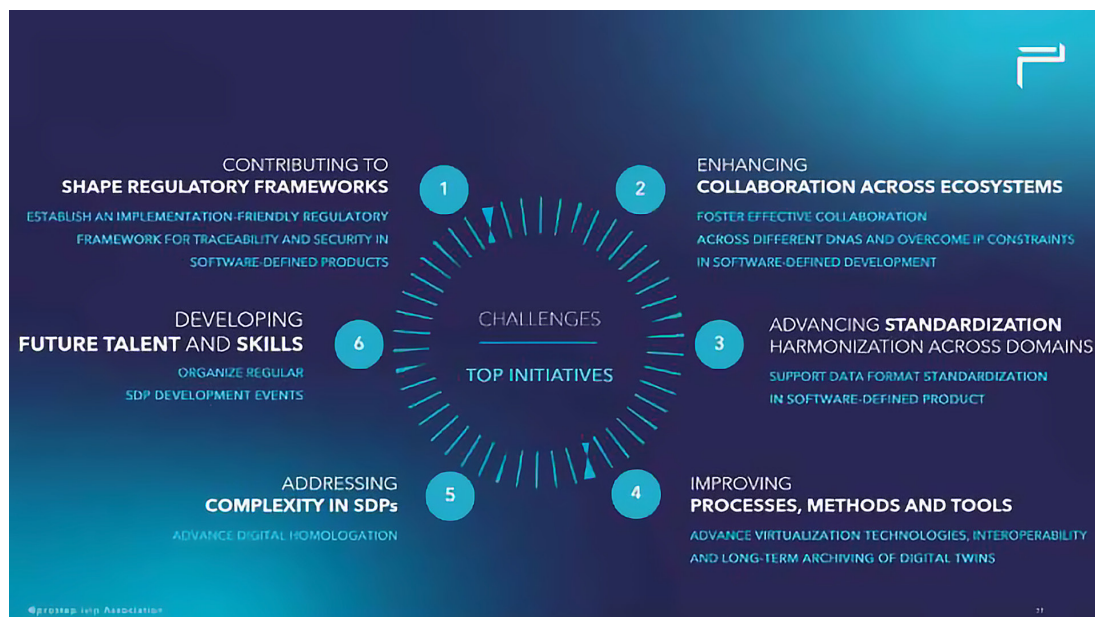 CONTRIBUTING TO
SHAPE REGULATORY FRAMEWORKS
ESTABLISH AN IMPLEMENTATION-FRIENDLY REGULATORY
FRAMEWORK FOR TRACEABILITY AND SECURITY IN
SOFTWARE-DEFINED PRODUCTS
1
2
ENHANCING
COLLABORATION ACROSS ECOSYSTEMS
FOSTER EFFECTIVE COLLABORATION
ACROSS DIFFERENT DNAS AND OVERCOME IP CONSTRAINTS
IN SOFTWARE-DEFINED DEVELOPMENT
DEVELOPING
FUTURE TALENT AND SKILLS
ORGANIZE REGULAR
SDP DEVELOPMENT EVENTS
6
CHALLENGES
TOP INITIATIVES
3
ADVANCING STANDARDIZATION
HARMONIZATION ACROSS DOMAINS
SUPPORT DATA FORMAT STANDARDIZATION
IN SOFTWARE-DEFINED PRODUCT
ADDRESSING
COMPLEXITY IN SDPs
ADVANCE DIGITAL HOMOLOGATION
5
4
IMPROVING
PROCESSES, METHODS AND TOOLS
ADVANCE VIRTUALIZATION TECHNOLOGIES, INTEROPERABILITY
AND LONG-TERM ARCHIVING OF DIGITAL TWINS
©prostep ivip Association